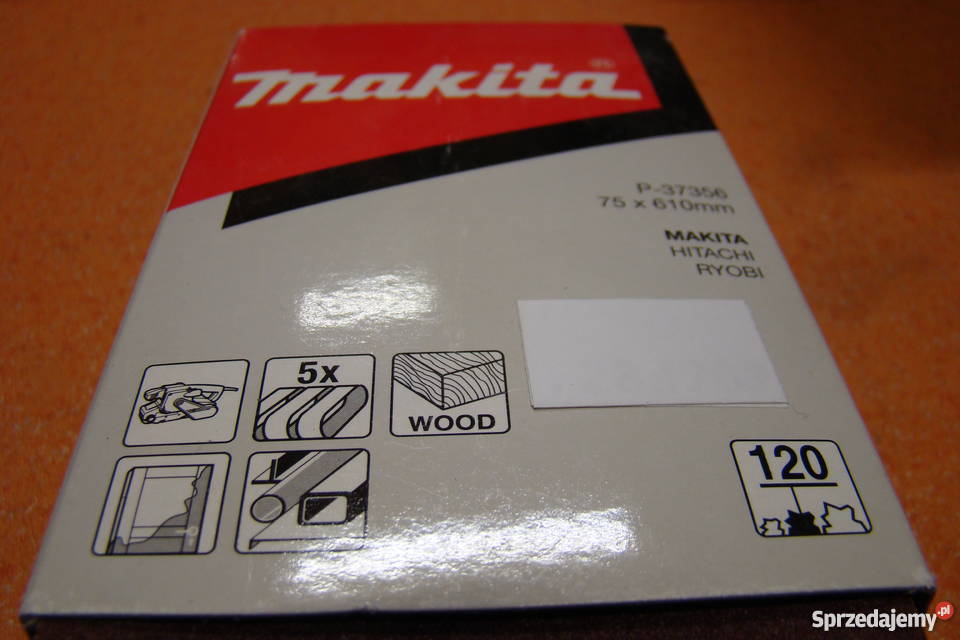 makita®
P-37356
75 x 610mm
MAKITA
HITACHI
RYOBI
5x
WOOD
120
Sprzedajemy.pl